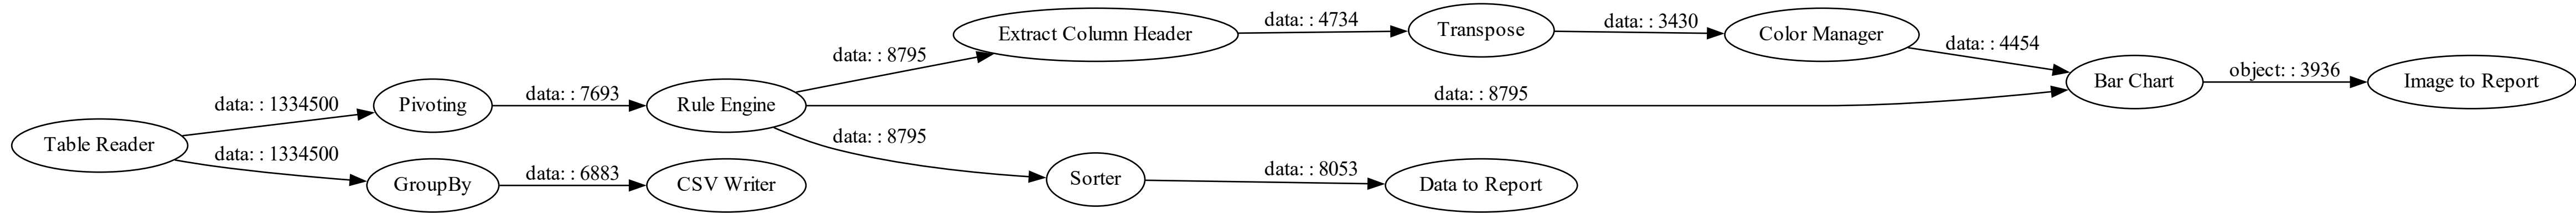 Table Reader
data: : 1334500
data: : 1334500
Pivoting
GroupBy
data: : 7693
data: : 6883
Rule Engine
CSV Writer
data: : 8795
data: : 8795
data: : 8795
Extract Column Header
Sorter
data: : 4734
data: : 8053
Transpose
Data to Report
data: : 3430
Color Manager
data: : 4454
Bar Chart
object: : 3936
Image to Report